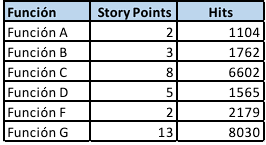 Función Story Points Hits
Función A 2 1104
Función B 3 1762
Función C 8 6602
Función D 5 1565
Función F 2 2179
Función G 13 8030